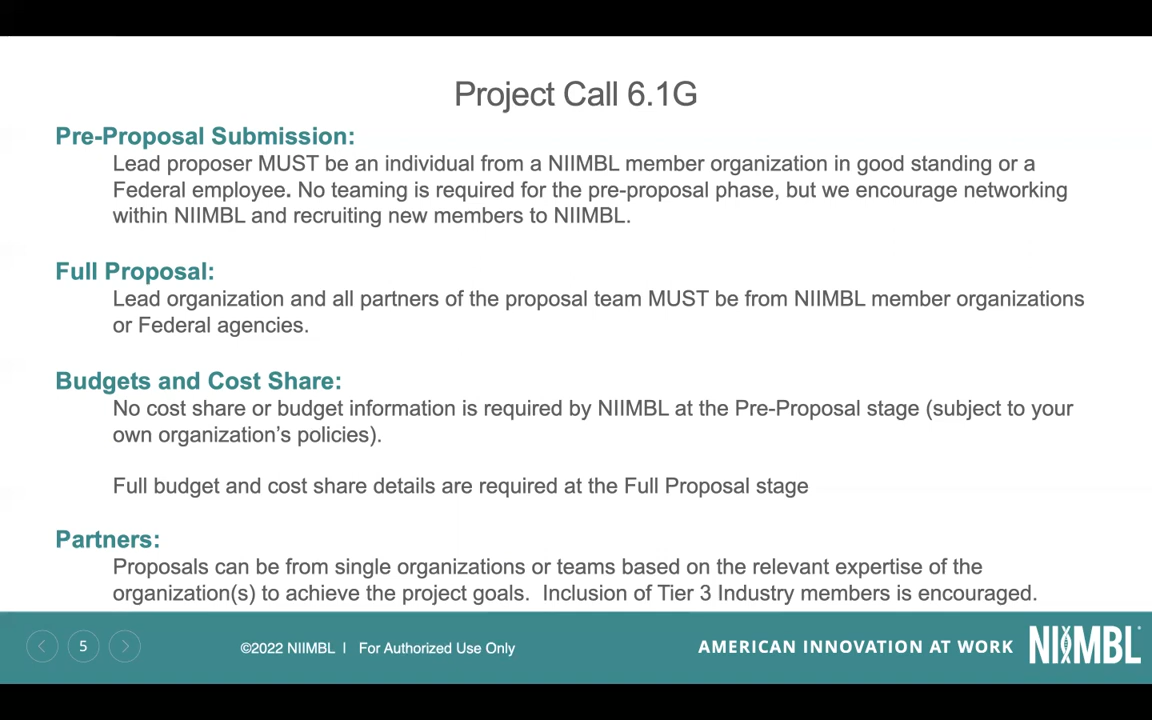 Project Call 6.1G
Pre-Proposal Submission:
Lead proposer MUST be an individual from a NIIMBL member organization in good standing or a
Federal employee. No teaming is required for the pre-proposal phase, but we encourage networking
within NIIMBL and recruiting new members to NIIMBL.
Full Proposal:
Lead organization and all partners of the proposal team MUST be from NIIMBL member organizations
or Federal agencies.
Budgets and Cost Share:
No cost share or budget information is required by NIIMBL at the Pre-Proposal stage (subject to your
own organization’s policies).
Full budget and cost share details are required at the Full Proposal stage
Partners:
Proposals can be from single organizations or teams based on the relevant expertise of the
organization(s) to achieve the project goals.  Inclusion of Tier 3 Industry members is encouraged.
5
©2022 NIIMBL | For Authorized Use Only
AMERICAN INNOVATION AT WORK
NIIMBL